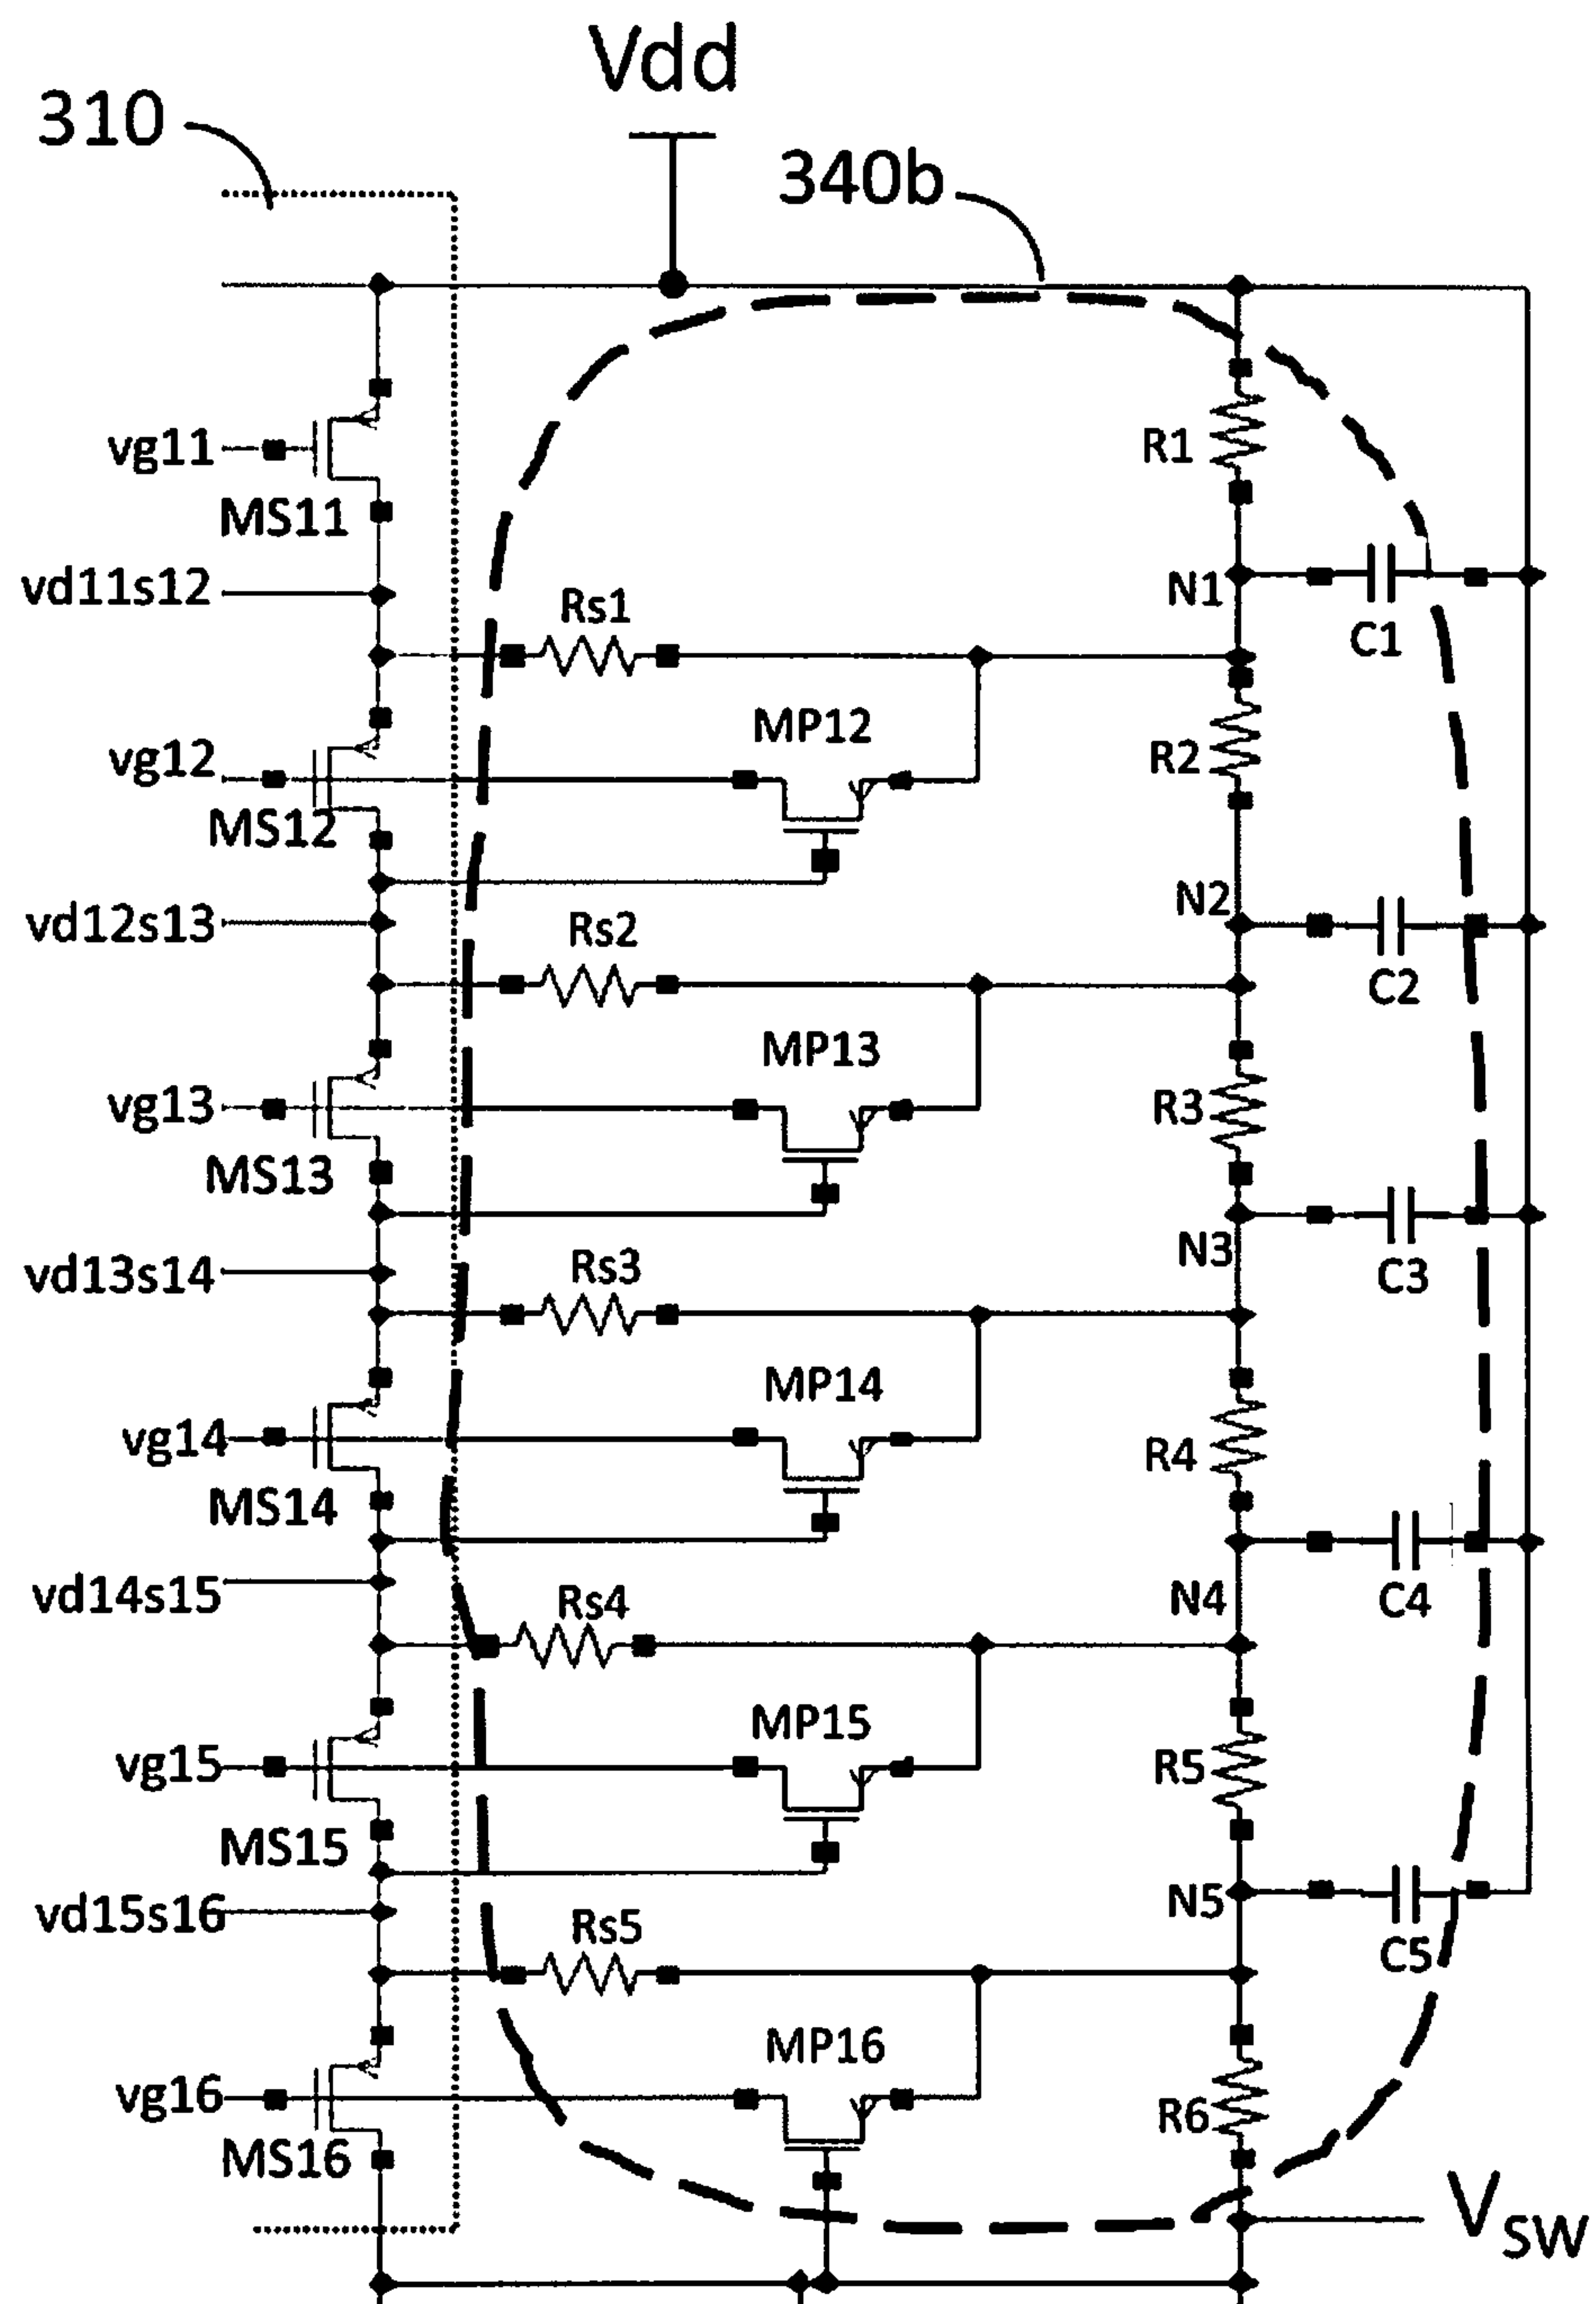 Vdd
310
340b
vg11
R1
MS11
vd11s12
Rs1
N1
C1
MP12
vg12
R2
MS12
N2
vd12s13
Rs2
C2
MP13
vg13
R3
MS13
N3
vd13s14
Rs3
C3
MP14
vg14
R4
MS14
vd14s15
Rs4
N4
C4
MP15
vg15
R5
MS15
vd15s16
N5
Rs5
C5
MP16
vg16
R6
MS16
VSW